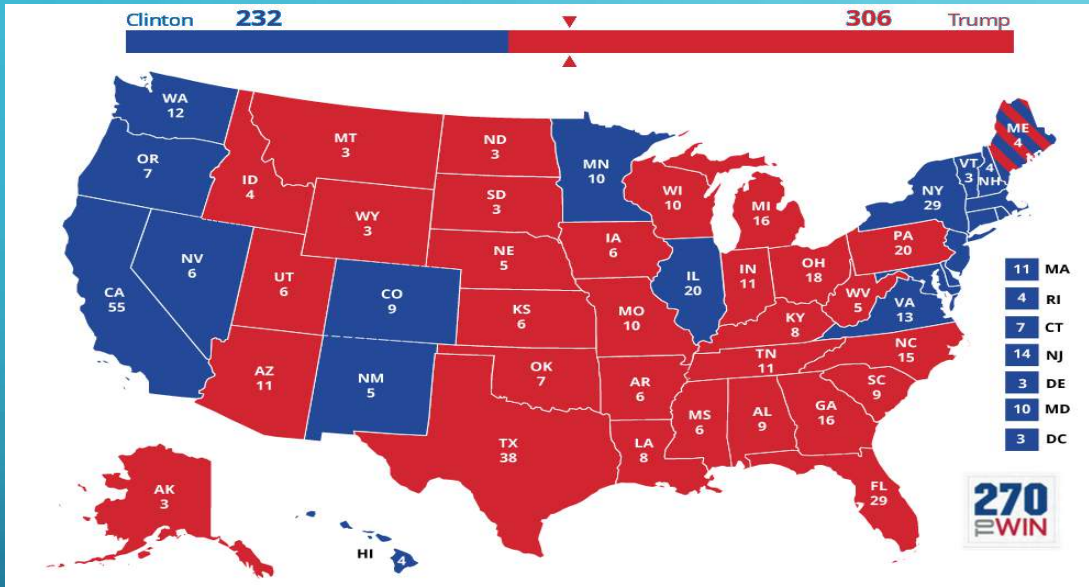 Clinton 232 306 Trump
WA
12
OR
7
CA
55
NV
6
ID
4
MT
3
WY
3
UT
6
AZ
11
CO
9
NM
5
ND
3
SD
3
NE
5
KS
6
OK
7
TX
38
MN
10
IA
6
MO
10
AR
6
LA
8
WI
10
IL
20
MS
6
MI
16
IN
11
OH
18
KY
8
TN
11
AL
9
GA
16
FL
29
SC
9
NC
15
VA
13
WV
5
PA
20
NY
29
VT
3
4
NH
ME
4
AK
3
HI
4
11 MA
4 RI
7 CT
14 NJ
3 DE
10 MD
3 DC
270
TO WIN